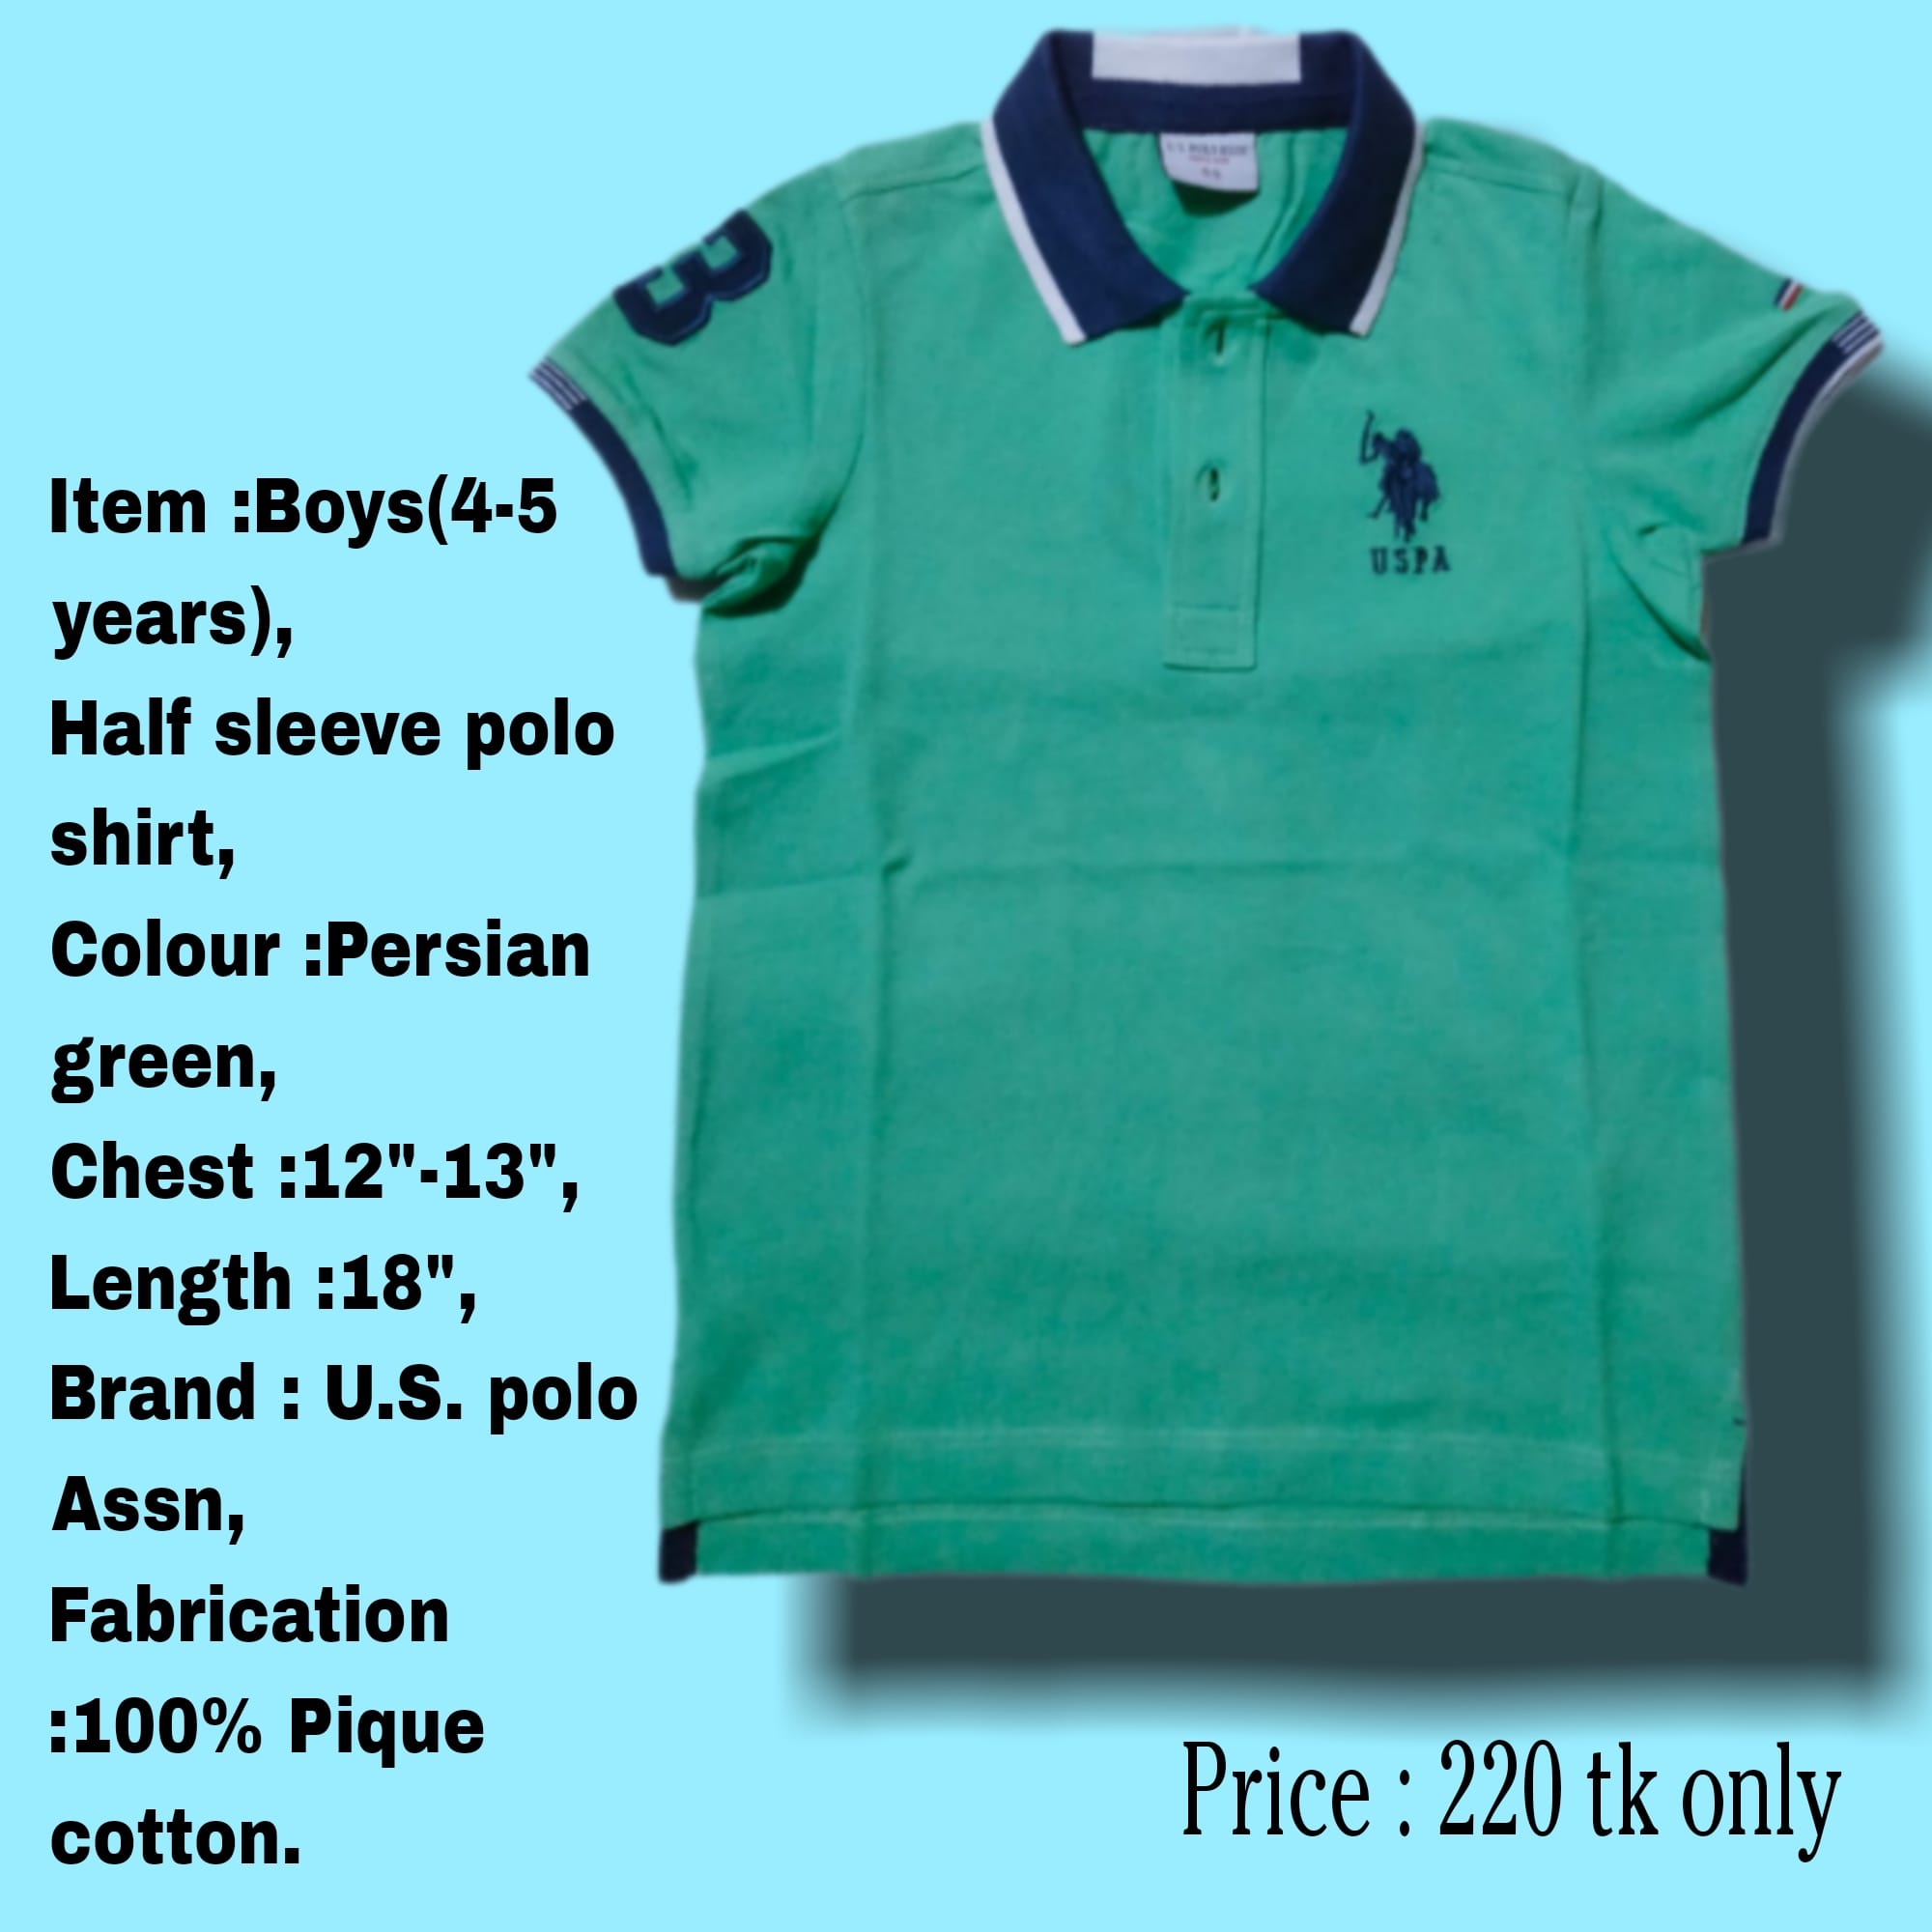 3
USPA
Item :Boys(4-5
years),
Half sleeve polo
shirt,
Colour :Persian
green,
Chest :12"-13",
Length :18",
Brand : U.S. polo
Assn,
Fabrication
:100% Pique
cotton.
Price : 220 tk only